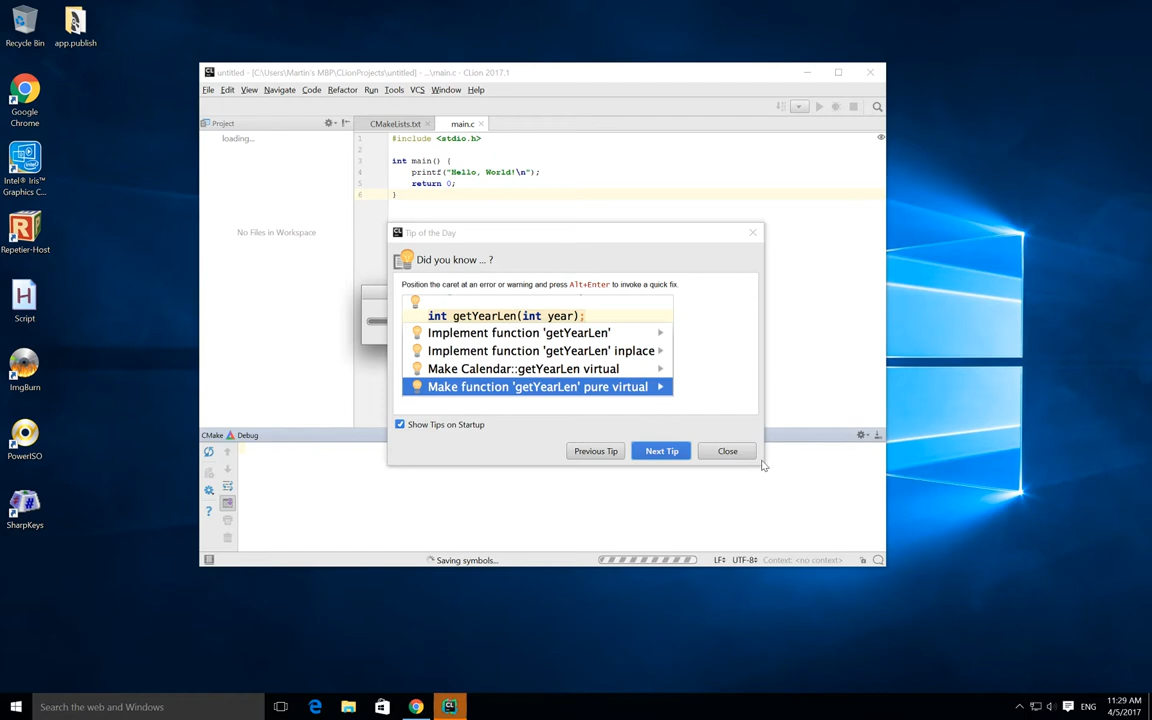 Recycle Bin
app.publish
Google
Chrome
Intel® Iris™
Graphics C...
Repetier-Host
Script
ImgBurn
PowerISO
SharpKeys
untitled - [C:\Users\Martin's MBP\CLionProjects\untitled] - ...\main.c - CLion 2017.1
File Edit View Navigate Code Refactor Run Tools VCS Window Help
Project
CMakeLists.txt
main.c
loading...
No Files in Workspace
1 #include <stdio.h>
2
3 int main() {
4 printf("Hello, World!\n");
5 return 0;
6 }
Tip of the Day
Did you know ... ?
Position the caret at an error or warning and press Alt+Enter to invoke a quick fix.
int getYearLen(int year);
Implement function 'getYearLen'
Implement function 'getYearLen' inplace
Make Calendar::getYearLen virtual
Make function 'getYearLen' pure virtual
Show Tips on Startup
Previous Tip Next Tip Close
CMake Debug
Saving symbols...
LF UTF-8 Context: <no context>
Search the web and Windows
ENG
11:29 AM
4/5/2017